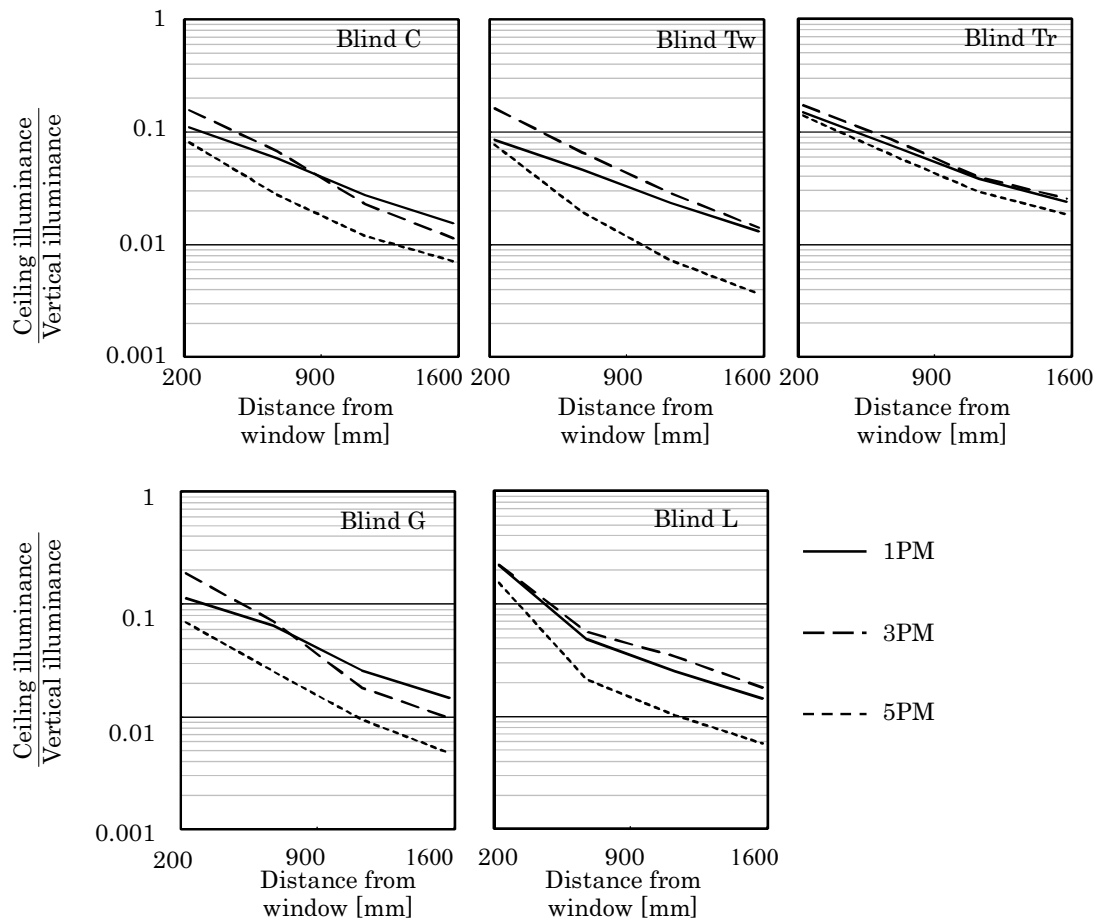 Blind C
Blind Tw
Blind Tr
Ceiling illuminance
Vertical illuminance
1
0.1
0.01
0.001
200
900
1600
200
900
1600
200
900
1600
Distance from
window [mm]
Distance from
window [mm]
Distance from
window [mm]
Blind G
Blind L
Ceiling illuminance
Vertical illuminance
1
0.1
0.01
0.001
200
900
1600
200
900
1600
Distance from
window [mm]
Distance from
window [mm]
1PM
3PM
5PM